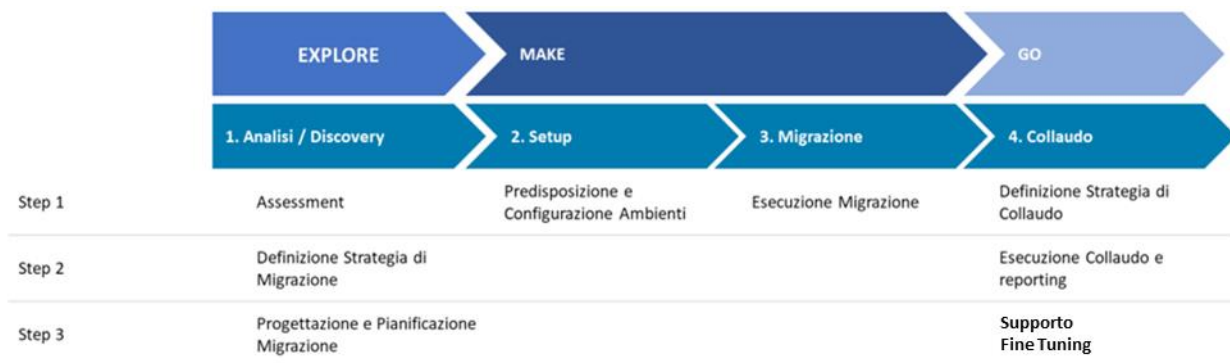 EXPLORE
MAKE
GO
1. Analisi / Discovery
2. Setup
3. Migrazione
4. Collaudo
Step 1
Assessment
Predisposizione e
Configurazione Ambienti
Esecuzione Migrazione
Definizione Strategia di
Collaudo
Step 2
Definizione Strategia di
Migrazione
Esecuzione Collaudo e
reporting
Step 3
Progettazione e Pianificazione
Migrazione
Supporto
Fine Tuning